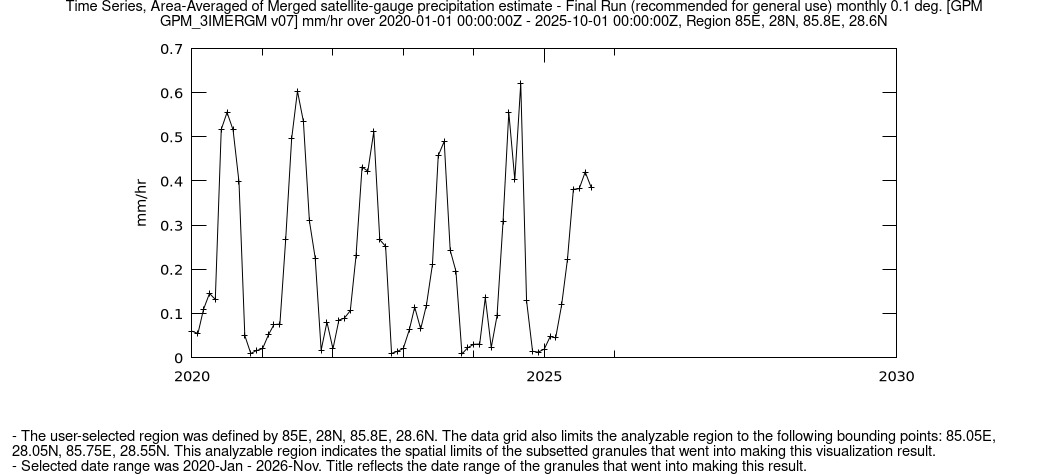 Time Series, Area-Averaged of Merged satellite-gauge precipitation estimate - Final Run (recommended for general use) monthly 0.1 deg. [GPM
GPM_3IMERGM v07] mm/hr over 2020-01-01 00:00:00Z - 2025-10-01 00:00:00Z, Region 85E, 28N, 85.8E, 28.6N
0.7
0.6
0.5
0.4
0.3
0.2
0.1
0
mm/hr
2020
2025
2030
- The user-selected region was defined by 85E, 28N, 85.8E, 28.6N. The data grid also limits the analyzable region to the following bounding points: 85.05E,
28.05N, 85.75E, 28.55N. This analyzable region indicates the spatial limits of the subsetted granules that went into making this visualization result.
- Selected date range was 2020-Jan - 2026-Nov. Title reflects the date range of the granules that went into making this result.